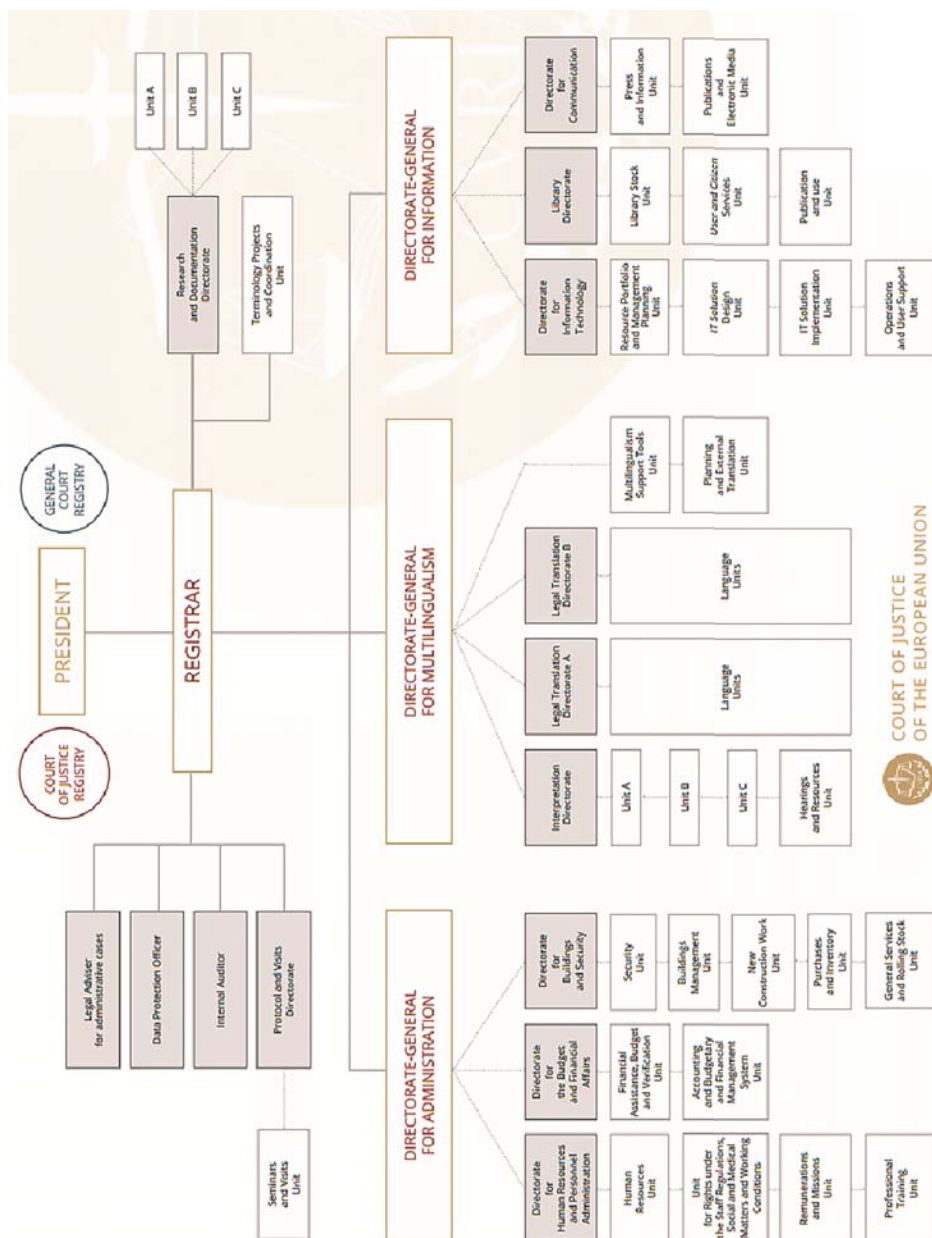 COURT
OF JUSTICE
REGISTRY
PRESIDENT
GENERAL
COURT
REGISTRY
REGISTRAR
Legal Adviser
for administrative cases
Data Protection Officer
Internal Auditor
Protocol and Visits
Directorate
Seminars
and Visits
Unit
Research
and Documentation
Directorate
Unit A
Unit B
Unit C
Terminology Projects
and Coordination
Unit
DIRECTORATE-GENERAL
FOR ADMINISTRATION
Directorate
for
Human Resources
and Personnel
Administration
Human
Resources
Unit
Unit
for Rights under
the Staff Regulations,
Social and Medical
Matters and Working
Conditions
Remunerations
and Missions
Unit
Professional
Training
Unit
Directorate
for
the Budget
and Financial
Affairs
Financial
Assistance, Budget
and Verification
Unit
Accounting
and Budgetary
and Financial
Management
System
Unit
Directorate
for
Buildings
and Security
Security
Unit
Buildings
Management
Unit
New
Construction Work
Unit
Purchases
and Inventory
Unit
General Services
and Rolling Stock
Unit
DIRECTORATE-GENERAL
FOR MULTILINGUALISM
Interpretation
Directorate
Unit A
Unit B
Unit C
Hearings
and Resources
Unit
Legal Translation
Directorate A
Language
Units
Legal Translation
Directorate B
Language
Units
Multilingualism
Support Tools
Unit
Planning
and External
Translation
Unit
DIRECTORATE-GENERAL
FOR INFORMATION
Directorate
for
Information
Technology
Resource Portfolio
and Management
Planning
Unit
IT Solution
Design
Unit
IT Solution
Implementation
Unit
Operations
and User Support
Unit
Library
Directorate
Library Stock
Unit
User and Citizen
Services
Unit
Publication
and use
Unit
Directorate
for
Communication
Press
and Information
Unit
Publications
and
Electronic Media
Unit
COURT OF JUSTICE
OF THE EUROPEAN UNION